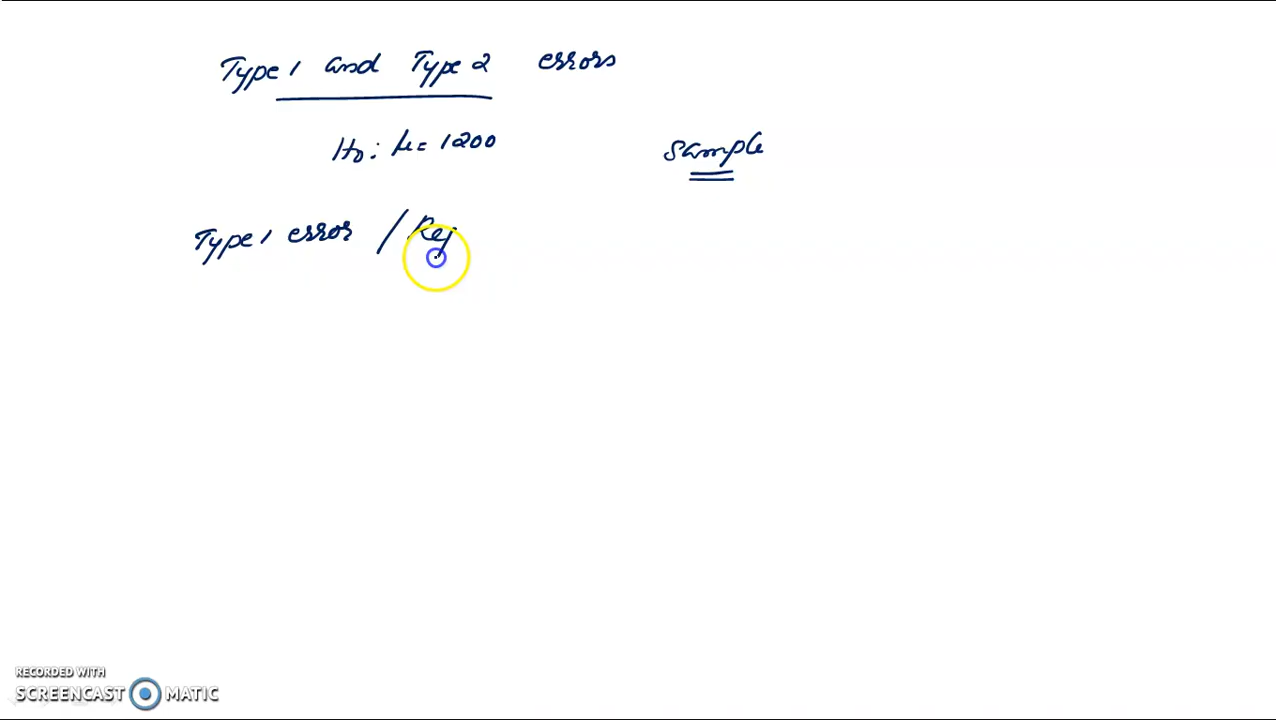 Type 1 and Type 2 errors
H0: μ= 1200
Sample
Type 1 error / Rej
RECORDED WITH
SCREENCAST MATIC